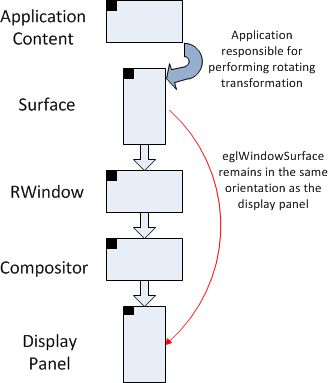 Application
Content
Application
responsible for
performing rotating
transformation
Surface
eglWindowSurface
remains in the same
orientation as the
display panel
RWindow
Compositor
Display
Panel